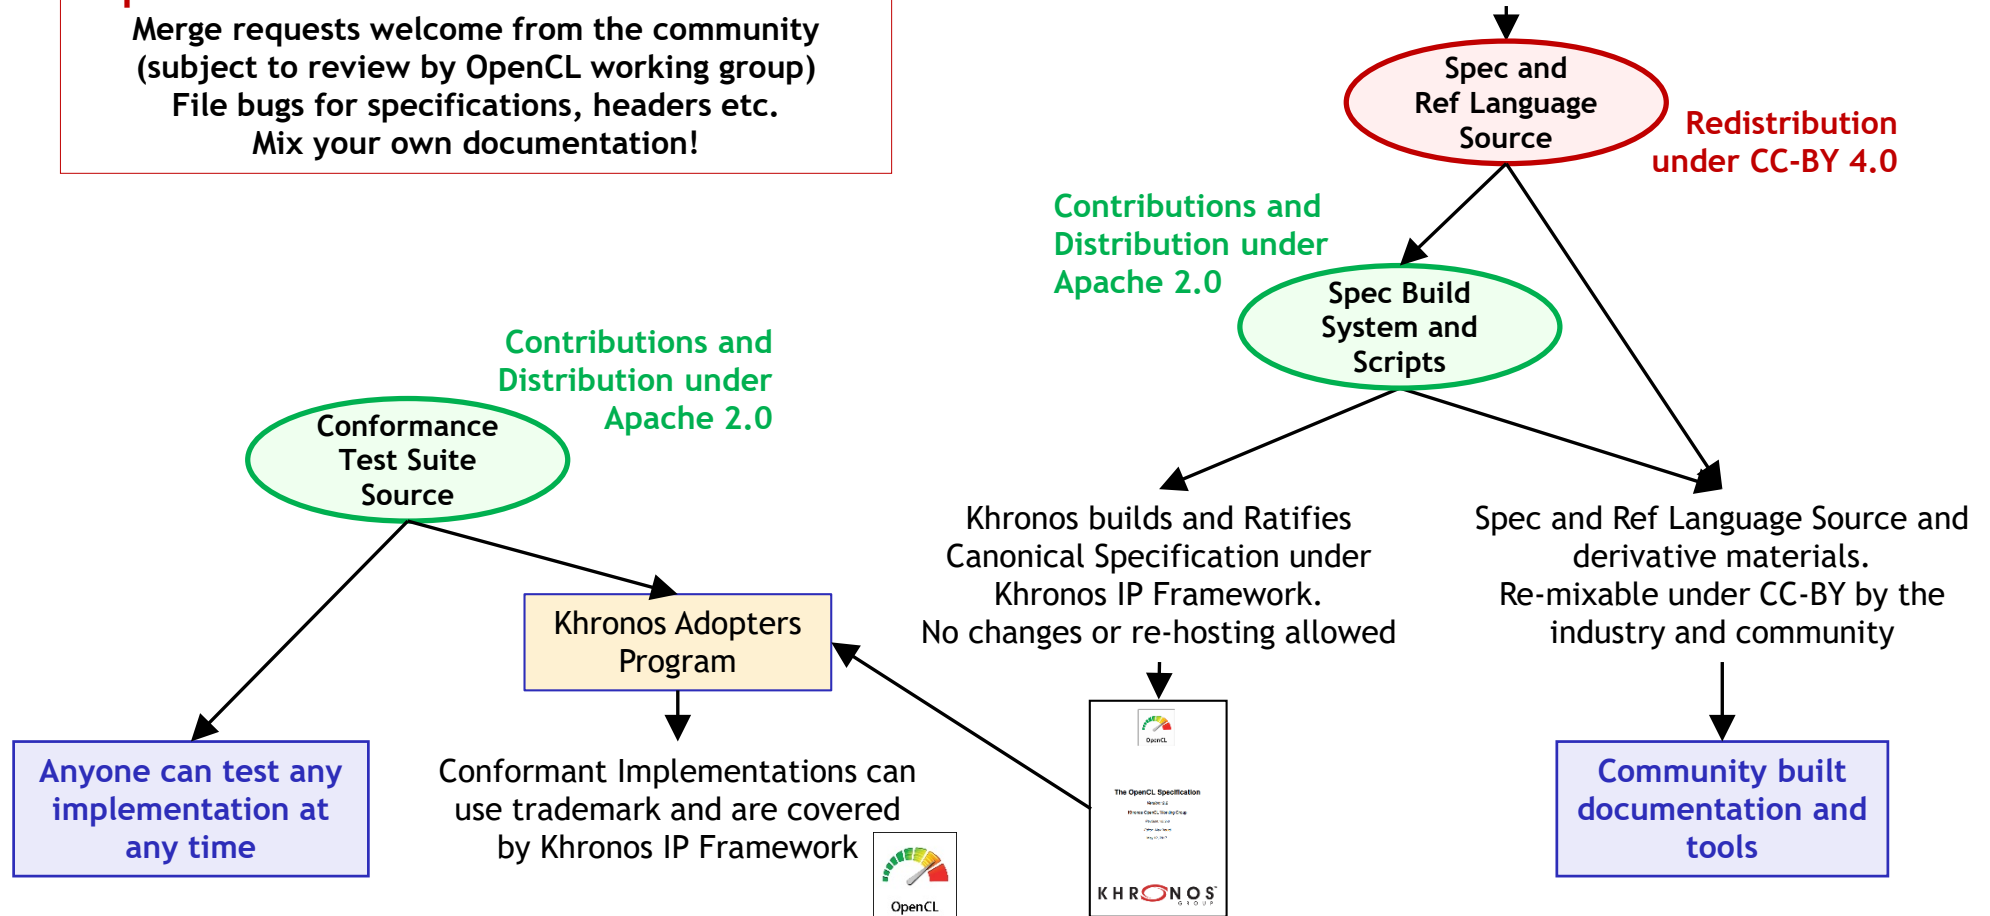 Merge requests welcome from the community
(subject to review by OpenCL working group)
File bugs for specifications, headers etc.
Mix your own documentation!
Spec and
Ref Language
Source
Redistribution
under CC-BY 4.0
Contributions and
Distribution under
Apache 2.0
Spec Build
System and
Scripts
Contributions and
Distribution under
Apache 2.0
Conformance
Test Suite
Source
Khronos builds and Ratifies
Canonical Specification under
Khronos IP Framework.
No changes or re-hosting allowed
Spec and Ref Language Source and
derivative materials.
Re-mixable under CC-BY by the
industry and community
Khronos Adopters
Program
Anyone can test any
implementation at
any time
Conformant Implementations can
use trademark and are covered
by Khronos IP Framework
OpenCL
OpenCL
The OpenCL Specification
Khronos OpenCL Working Group
KHRONOS
GROUP
Community built
documentation and
tools